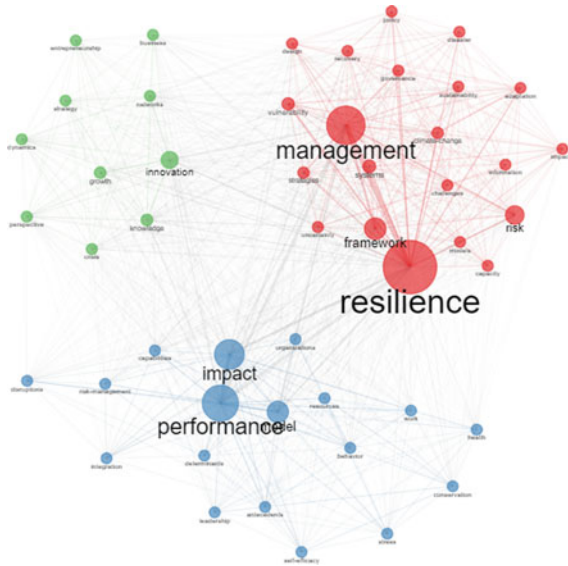 policy
disaster
business
entrepreneurship
design
recovery
governance
sustainability
adaptation
strategy
networks
vulnerability
climate-change
dynamics
management
innovation
impacts
growth
strategies
systems
information
challenges
perspective
knowledge
risk
uncertainty
framework
models
crisis
capacity
resilience
organizations
capabilities
impact
disruptions
risk-management
resources
work
performance
model
health
behavior
integration
determinants
conservation
leadership
antecedents
stress
self-efficacy